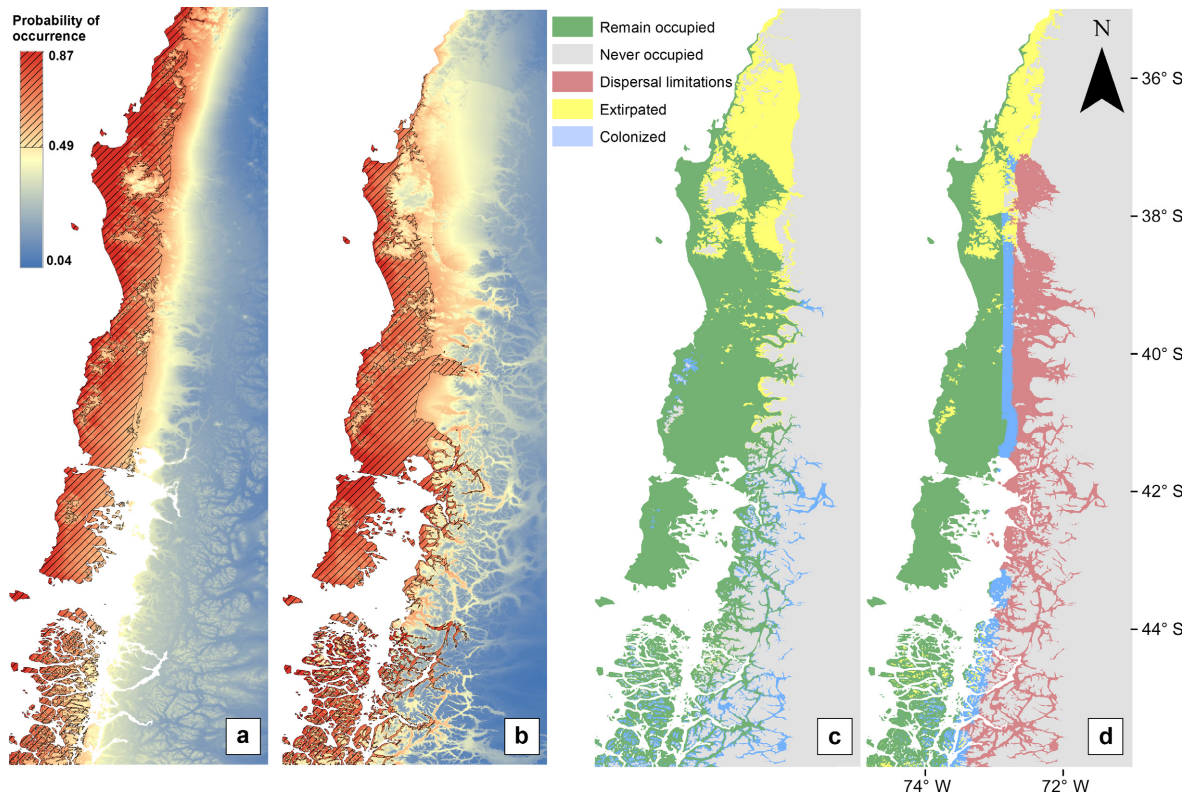 Probability of
occurrence
0.87
0.49
0.04
a
b
Remain occupied
Never occupied
Dispersal limitations
Extirpated
Colonized
c
N
36° S
38° S
40° S
42° S
44° S
d
74° W
72° W